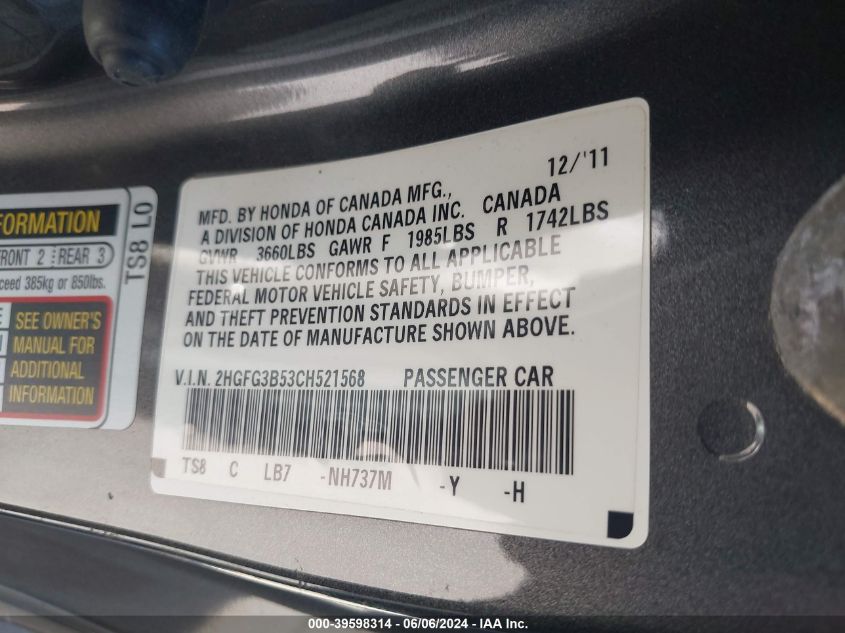 FORMATION
FRONT 2 REAR 3
ceed 385kg or 850lbs.
SEE OWNER'S
MANUAL FOR
ADDITIONAL
INFORMATION
TS8 L0
12/'11
MFD. BY HONDA OF CANADA MFG.,
A DIVISION OF HONDA CANADA INC. CANADA
GVWR 3660LBS GAWR F 1985LBS R 1742LBS
THIS VEHICLE CONFORMS TO ALL APPLICABLE
FEDERAL MOTOR VEHICLE SAFETY, BUMPER,
AND THEFT PREVENTION STANDARDS IN EFFECT
ON THE DATE OF MANUFACTURE SHOWN ABOVE.
V.I.N. 2HGFG3B53CH521568 PASSENGER CAR
TS8 C LB7 -NH737M -Y -H
000-39598314 - 06/06/2024 - IAA Inc.